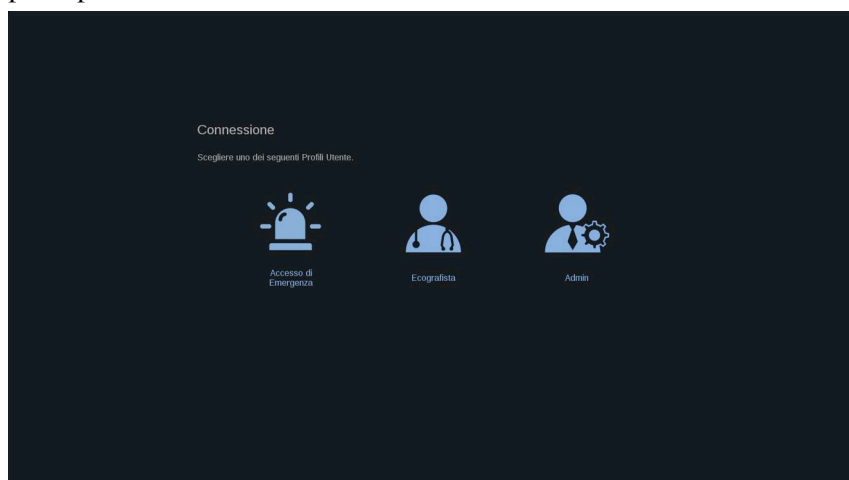 Connessione
Scegliere uno dei seguenti Profili Utente.
Accesso di
Emergenza
Ecografista
Admin